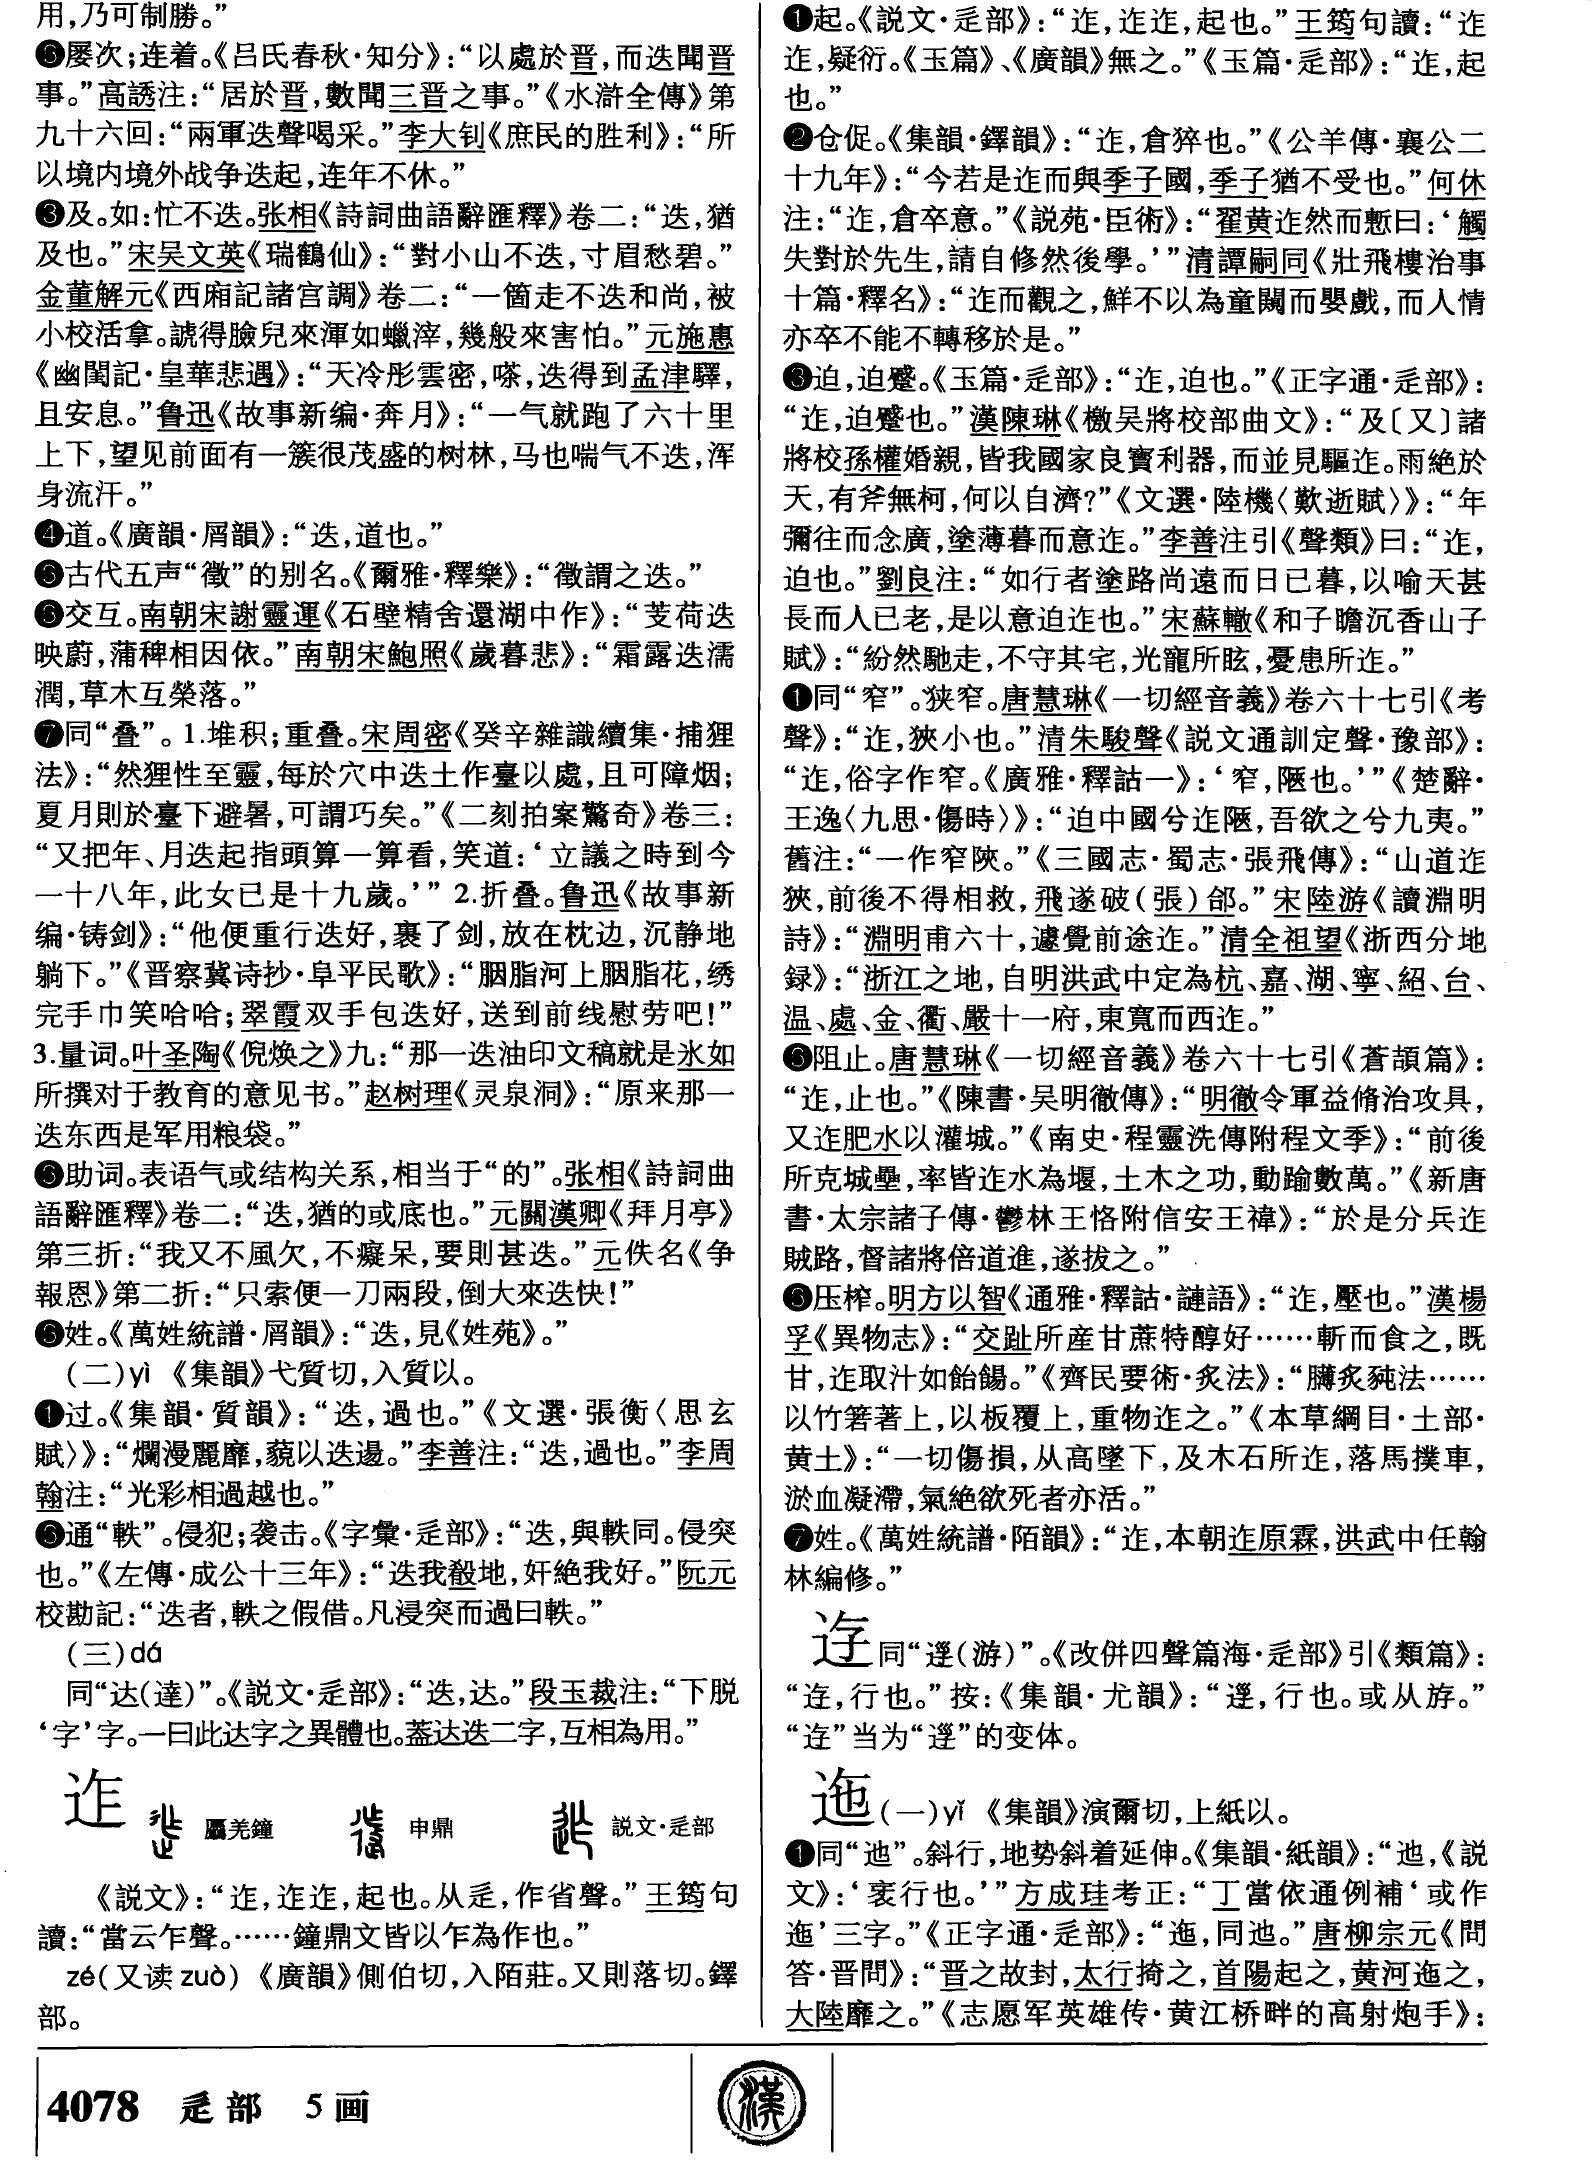 用，乃可制勝。”
❻屡次；连着。《吕氏春秋·知分》：“以處於晋，而迭聞晋
事。”高誘注：“居於晋，數聞三晋之事。”《水滸全傳》第
九十六回：“兩軍迭聲喝采。”李大钊《庶民的胜利》：“所
以境内境外战争迭起，连年不休。”
❸及。如：忙不迭。张相《詩詞曲語辭匯釋》卷二：“迭，猶
及也。”宋吴文英《瑞鶴仙》：“對小山不迭，寸眉愁碧。”
金董解元《西廂記諸宫調》卷二：“一箇走不迭和尚，被
小校活拿。諕得臉兒來渾如蠟滓，幾般來害怕。”元施惠
《幽閨記·皇華悲遇》：“天冷彤雲密，嗏，迭得到孟津驛，
且安息。”鲁迅《故事新编·奔月》：“一气就跑了六十里
上下，望见前面有一簇很茂盛的树林，马也喘气不迭，浑
身流汗。”
❹道。《廣韻·屑韻》：“迭，道也。”
❺古代五声“徵”的别名。《爾雅·釋樂》：“徵謂之迭。”
❻交互。南朝宋謝靈運《石壁精舍還湖中作》：“芰荷迭
映蔚，蒲稗相因依。”南朝宋鮑照《歲暮悲》：“霜露迭濡
潤，草木互榮落。”
❼同“叠”。1.堆积；重叠。宋周密《癸辛雜識續集·捕狸
法》：“然狸性至靈，每於穴中迭土作臺以處，且可障烟；
夏月則於臺下避暑，可謂巧矣。”《二刻拍案驚奇》卷三：
“又把年、月迭起指頭算一算看，笑道：‘立議之時到今
一十八年，此女已是十九歲。’”2.折叠。鲁迅《故事新
编·铸剑》：“他便重行迭好，裹了剑，放在枕边，沉静地
躺下。”《晋察冀诗抄·阜平民歌》：“胭脂河上胭脂花，绣
完手巾笑哈哈；翠霞双手包迭好，送到前线慰劳吧！”
3.量词。叶圣陶《倪焕之》九：“那一迭油印文稿就是冰如
所撰对于教育的意见书。”赵树理《灵泉洞》：“原来那一
迭东西是军用粮袋。”
❽助词。表语气或结构关系，相当于“的”。张相《詩詞曲
語辭匯釋》卷二：“迭，猶的或底也。”元關漢卿《拜月亭》
第三折：“我又不風欠，不癡呆，要則甚迭。”元佚名《争
報恩》第二折：“只索便一刀兩段，倒大來迭快！”
❾姓。《萬姓統譜·屑韻》：“迭，見《姓苑》。”
（二）yì 《集韻》弋質切，入質以。
❶过。《集韻·質韻》：“迭，過也。”《文選·張衡〈思玄
賦〉》：“爛漫麗靡，藐以迭逿。”李善注：“迭，過也。”李周
翰注：“光彩相過越也。”
❷通“軼”。侵犯；袭击。《字彙·辵部》：“迭，與軼同。侵突
也。”《左傳·成公十三年》：“迭我殽地，奸絶我好。”阮元
校勘記：“迭者，軼之假借。凡浸突而過曰軼。”
（三）dá
同“达（達）”。《説文·辵部》：“迭，达。”段玉裁注：“下脱
‘字’字。一曰此达字之異體也。葢达迭二字，互相為用。”
迮 𠫑羌鐘 申鼎 説文·辵部
《説文》：“迮，迮迮，起也。从辵，作省聲。”王筠句
讀：“當云乍聲。……鐘鼎文皆以乍為作也。”
zé（又读zuò）《廣韻》側伯切，入陌莊。又則落切。鐸
部。
❶起。《説文·辵部》：“迮，迮迮，起也。”王筠句讀：“迮
迮，疑衍。《玉篇》、《廣韻》無之。”《玉篇·辵部》：“迮，起
也。”
❷仓促。《集韻·鐸韻》：“迮，倉猝也。”《公羊傳·襄公二
十九年》：“今若是迮而與季子國，季子猶不受也。”何休
注：“迮，倉卒意。”《説苑·臣術》：“翟黄迮然而慙曰：‘觸
失對於先生，請自修然後學。’”清譚嗣同《壯飛樓治事
十篇·釋名》：“迮而觀之，鮮不以為童闚而嬰戲，而人情
亦卒不能不轉移於是。”
❸迫，迫蹙。《玉篇·辵部》：“迮，迫也。”《正字通·辵部》：
“迮，迫蹙也。”漢陳琳《檄吴將校部曲文》：“及〔又〕諸
將校孫權婚親，皆我國家良寶利器，而並見驅迮。雨絶於
天，有斧無柯，何以自濟？”《文選·陸機〈歎逝賦〉》：“年
彌往而念廣，塗薄暮而意迮。”李善注引《聲類》曰：“迮，
迫也。”劉良注：“如行者塗路尚遠而日已暮，以喻天甚
長而人已老，是以意迫迮也。”宋蘇轍《和子瞻沉香山子
賦》：“紛然馳走，不守其宅，光寵所眩，憂患所迮。”
❹同“窄”。狭窄。唐慧琳《一切經音義》卷六十七引《考
聲》：“迮，狹小也。”清朱駿聲《説文通訓定聲·豫部》：
“迮，俗字作窄。《廣雅·釋詁一》：‘窄，陿也。’”《楚辭·
王逸〈九思·傷時〉》：“迫中國兮迮陿，吾欲之兮九夷。”
舊注：“一作窄陜。”《三國志·蜀志·張飛傳》：“山道迮
狹，前後不得相救，飛遂破（張）郃。”宋陸游《讀淵明
詩》：“淵明甫六十，遽覺前途迮。”清全祖望《浙西分地
録》：“浙江之地，自明洪武中定為杭、嘉、湖、寧、紹、台、
温、處、金、衢、嚴十一府，東寬而西迮。”
❺阻止。唐慧琳《一切經音義》卷六十七引《蒼頡篇》：
“迮，止也。”《陳書·吴明徹傳》：“明徹令軍益脩治攻具，
又迮肥水以灌城。”《南史·程靈洗傳附程文季》：“前後
所克城壘，率皆迮水為堰，土木之功，動踰數萬。”《新唐
書·太宗諸子傳·鬱林王恪附信安王禕》：“於是分兵迮
賊路，督諸將倍道進，遂拔之。”
❻压榨。明方以智《通雅·釋詁·謰語》：“迮，壓也。”漢楊
孚《異物志》：“交趾所産甘蔗特醇好……斬而食之，既
甘，迮取汁如飴餳。”《齊民要術·炙法》：“膊炙㹠法……
以竹箬著上，以板覆上，重物迮之。”《本草綱目·土部·
黄土》：“一切傷損，从高墜下，及木石所迮，落馬撲車，
淤血凝滯，氣絶欲死者亦活。”
❼姓。《萬姓統譜·陌韻》：“迮，本朝迮原霖，洪武中任翰
林編修。”
迀同“遊（游）”。《改併四聲篇海·辵部》引《類篇》：
行也。”按：《集韻·尤韻》：“遊，行也。或从斿。”
当为“遊”的变体。
迤（一）yǐ 《集韻》演爾切，上紙以。
❶同“迆”。斜行，地势斜着延伸。《集韻·紙韻》：“迆，《説
文》：‘衺行也。’”方成珪考正：“丁當依通例補‘或作
迤’三字。”《正字通·辵部》：“迤，同迆。”唐柳宗元《問
答·晋問》：“晋之故封，太行掎之，首陽起之，黄河迤之，
大陸靡之。”《志愿军英雄传·黄江桥畔的高射炮手》：
4078 辵部 5画
漢